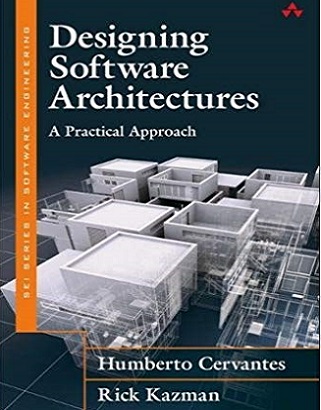 Designing
Software
Architectures
A Practical Approach
SEI SERIES IN SOFTWARE ENGINEERING
Humberto Cervantes
Rick Kazman